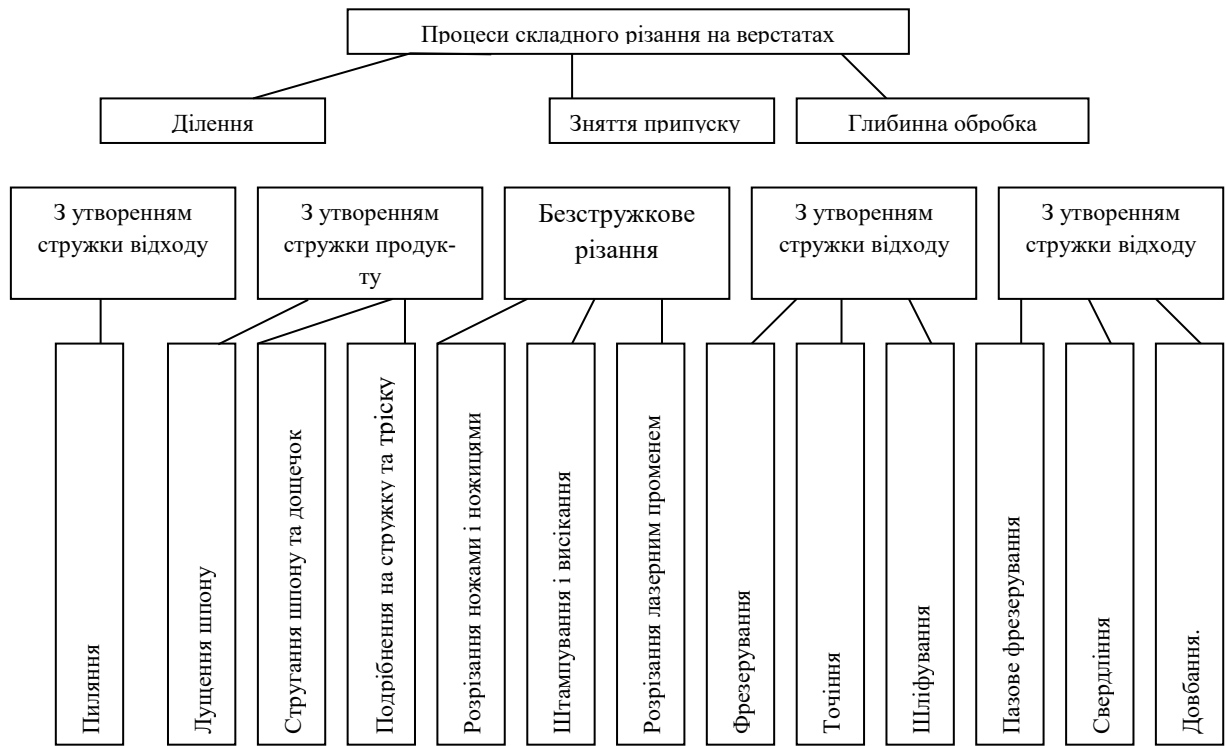 Процеси складного різання на верстатах
Ділення
Зняття припуску
Глибинна обробка
З утворенням
стружки відходу
З утворенням
стружки продук-
ту
Безстружкове
різання
З утворенням
стружки відходу
З утворенням
стружки відходу
Пиляння
Лущення шпону
Стругання шпону та дощечок
Подрібнення на стружку та тріску
Розрізання ножами і ножицями
Штампування і висікання
Розрізання лазерним променем
Фрезерування
Точіння
Шліфування
Пазове фрезерування
Свердління
Довбання.